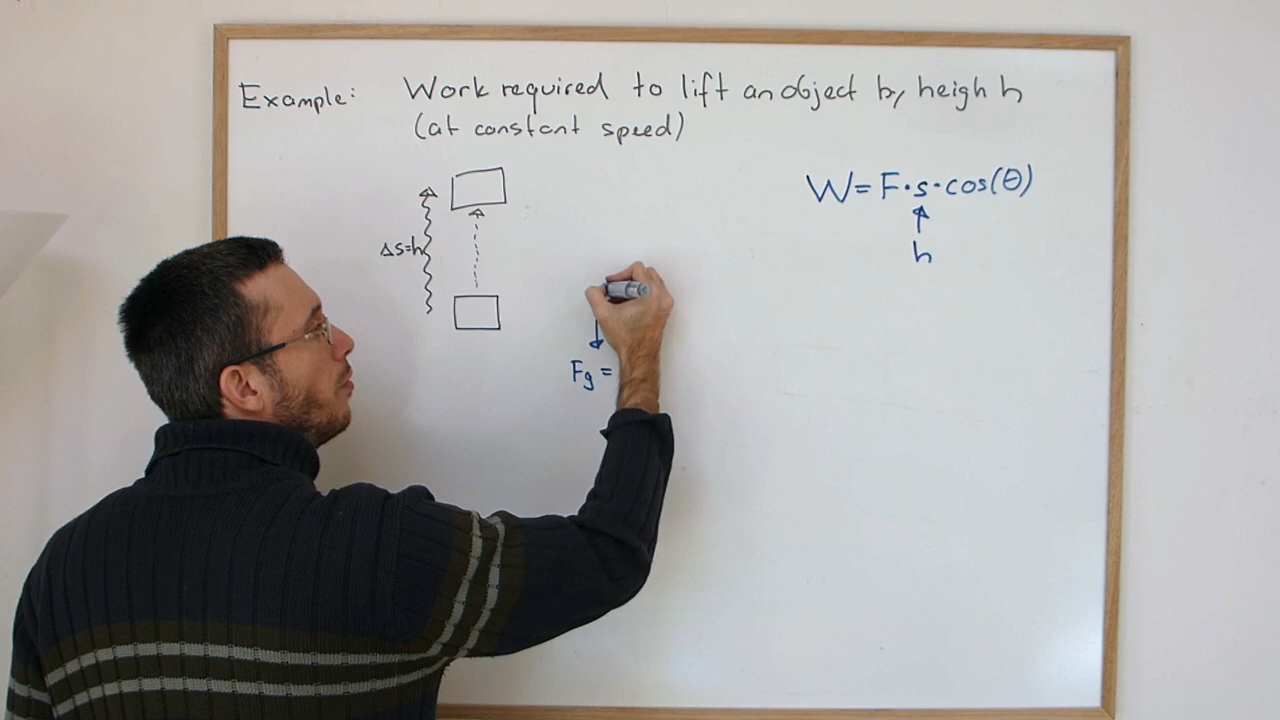 Example: Work required to lift an object by heigh h
(at constant speed)
W=F·s·cos(θ)
Δs=h
h
Fg =